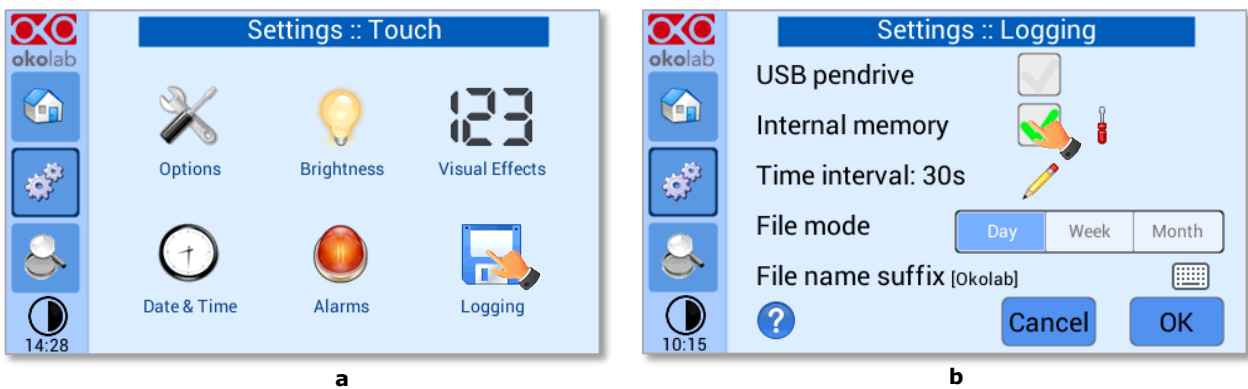 Settings :: Touch
okolab
123
Options
Brightness
Visual Effects
Date & Time
Alarms
Logging
14:28
a
Settings :: Logging
okolab
USB pendrive
Internal memory
Time interval: 30s
File mode
Day
Week
Month
File name suffix [Okolab]
?
Cancel
OK
10:15
b